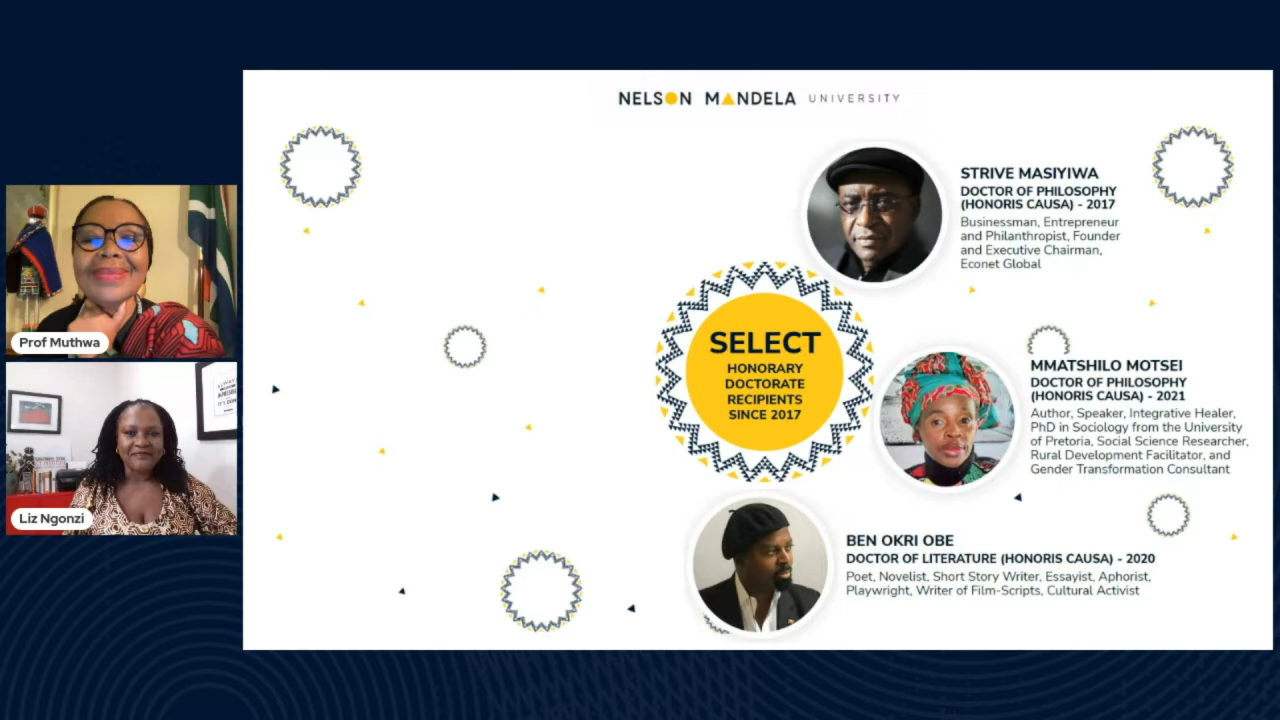 NELSON MANDELA UNIVERSITY
STRIVE MASIYIWA
DOCTOR OF PHILOSOPHY
(HONORIS CAUSA) - 2017
Businessman, Entrepreneur
and Philanthropist, Founder
and Executive Chairman,
Econet Global
SELECT
HONORARY
DOCTORATE
RECIPIENTS
SINCE 2017
MMATSHILO MOTSEI
DOCTOR OF PHILOSOPHY
(HONORIS CAUSA) - 2021
Author, Speaker, Integrative Healer,
PhD in Sociology from the University
of Pretoria, Social Science Researcher,
Rural Development Facilitator, and
Gender Transformation Consultant
BEN OKRI OBE
DOCTOR OF LITERATURE (HONORIS CAUSA) - 2020
Poet, Novelist, Short Story Writer, Essayist, Aphorist,
Playwright, Writer of Film-Scripts, Cultural Activist
Prof Muthwa
Liz Ngonzi